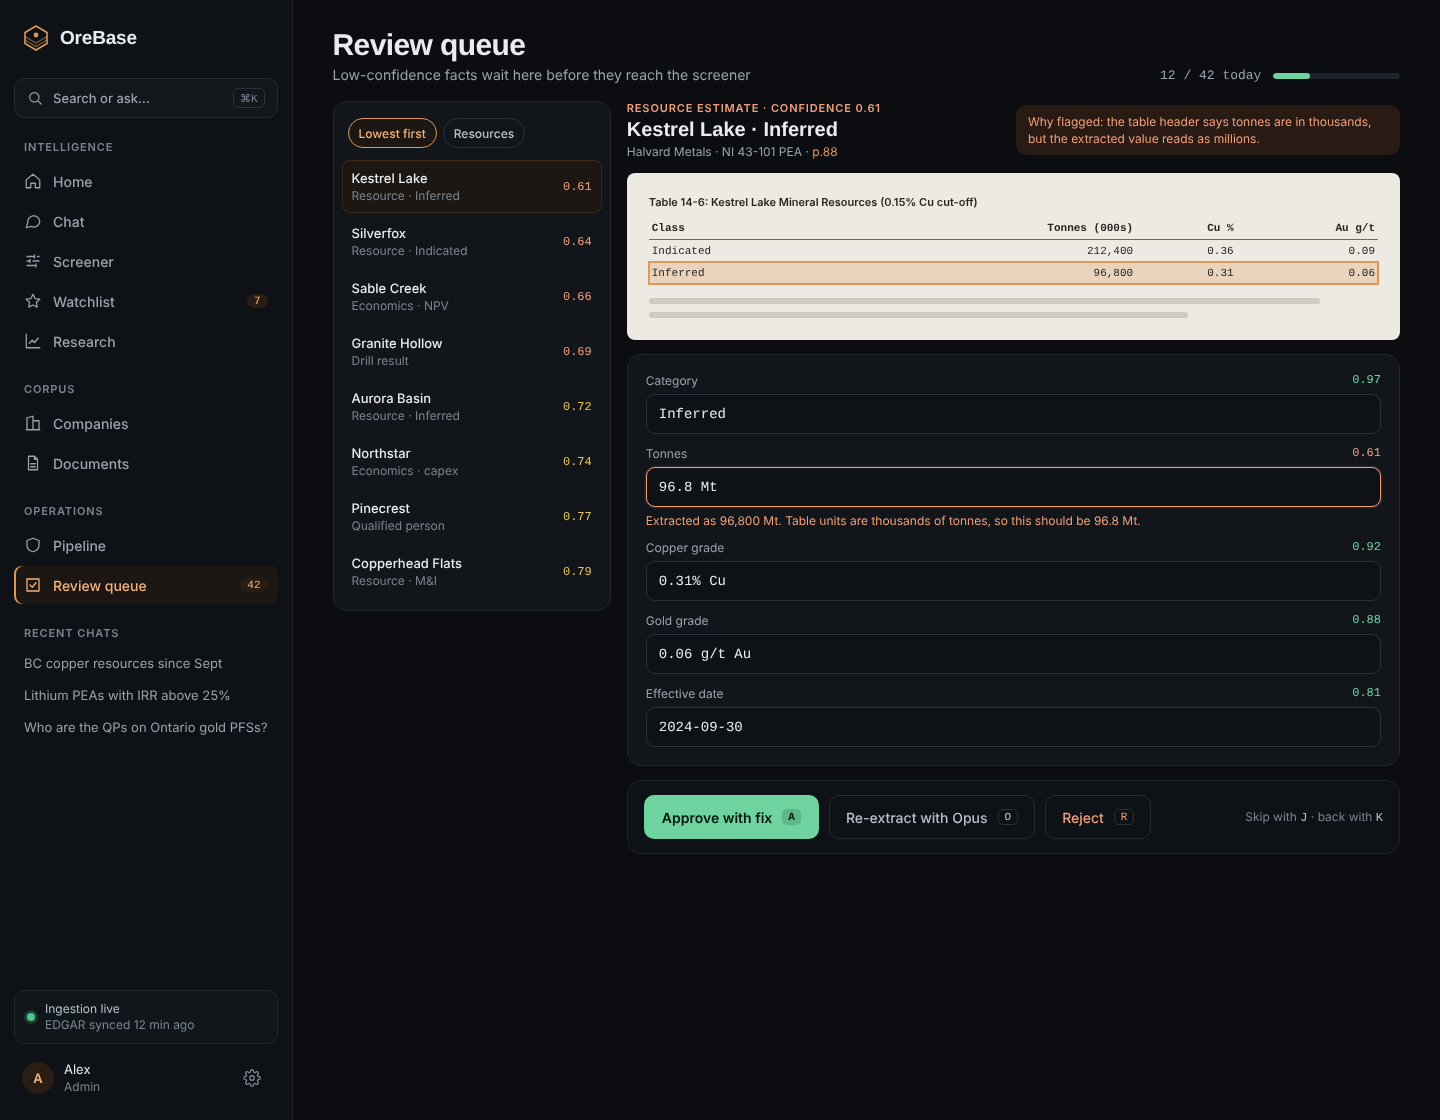 OreBase
Search or ask...
⌘K
INTELLIGENCE
Home
Chat
Screener
Watchlist
7
Research
CORPUS
Companies
Documents
OPERATIONS
Pipeline
Review queue
42
RECENT CHATS
BC copper resources since Sept
Lithium PEAs with IRR above 25%
Who are the QPs on Ontario gold PFSs?
Ingestion live
EDGAR synced 12 min ago
A
Alex
Admin
Review queue
Low-confidence facts wait here before they reach the screener
12 / 42 today
Lowest first
Resources
Kestrel Lake
Resource · Inferred
0.61
Silverfox
Resource · Indicated
0.64
Sable Creek
Economics · NPV
0.66
Granite Hollow
Drill result
0.69
Aurora Basin
Resource · Inferred
0.72
Northstar
Economics · capex
0.74
Pinecrest
Qualified person
0.77
Copperhead Flats
Resource · M&I
0.79
RESOURCE ESTIMATE · CONFIDENCE 0.61
Kestrel Lake · Inferred
Halvard Metals · NI 43-101 PEA · p.88
Why flagged: the table header says tonnes are in thousands,
but the extracted value reads as millions.
Table 14-6: Kestrel Lake Mineral Resources (0.15% Cu cut-off)
Class Tonnes (000s) Cu % Au g/t
Indicated 212,400 0.36 0.09
Inferred 96,800 0.31 0.06
Category 0.97
Inferred
Tonnes 0.61
96.8 Mt
Extracted as 96,800 Mt. Table units are thousands of tonnes, so this should be 96.8 Mt.
Copper grade 0.92
0.31% Cu
Gold grade 0.88
0.06 g/t Au
Effective date 0.81
2024-09-30
Approve with fix A
Re-extract with Opus O
Reject R
Skip with J · back with K